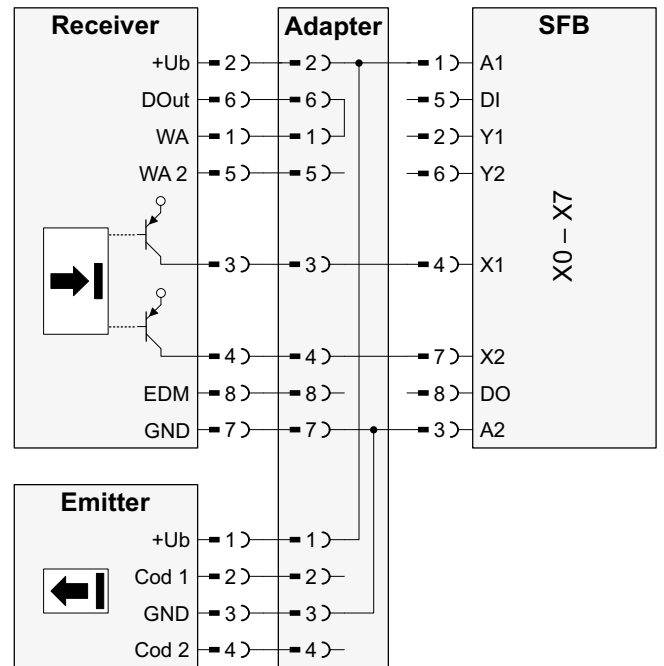 Receiver Adapter SFB
+Ub 2 2 1 A1
DOut 6 6 5 DI
WA 1 1 2 Y1
WA 2 5 5 6 Y2
X0 – X7
3 3 4 X1
4 4 7 X2
EDM 8 8 8 DO
GND 7 7 3 A2
Emitter
+Ub 1 1
Cod 1 2 2
GND 3 3
Cod 2 4 4